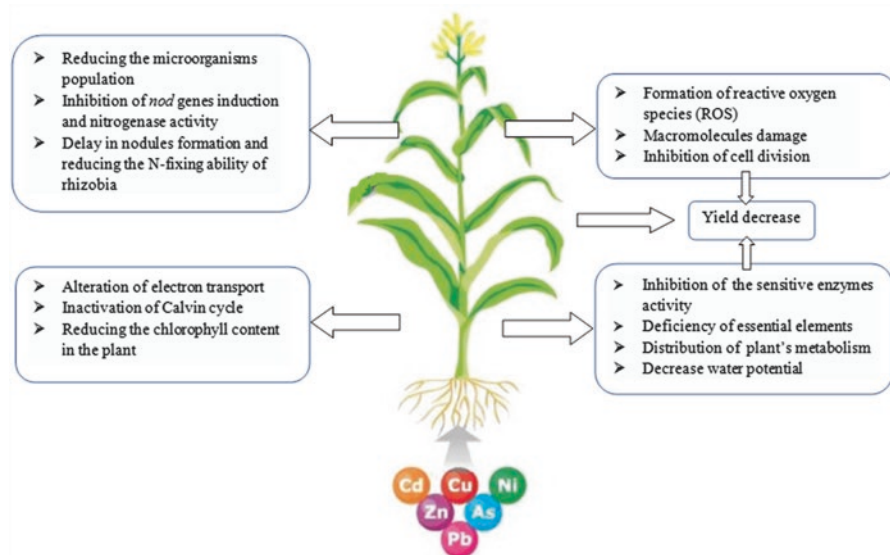 ➢ Reducing the microorganisms
population
➢ Inhibition of nod genes induction
and nitrogenase activity
➢ Delay in nodules formation and
reducing the N-fixing ability of
rhizobia
➢ Formation of reactive oxygen
species (ROS)
➢ Macromolecules damage
➢ Inhibition of cell division
Yield decrease
➢ Alteration of electron transport
➢ Inactivation of Calvin cycle
➢ Reducing the chlorophyll content
in the plant
➢ Inhibition of the sensitive enzymes
activity
➢ Deficiency of essential elements
➢ Distribution of plant's metabolism
➢ Decrease water potential
Cd Cu Ni
Zn As
Pb